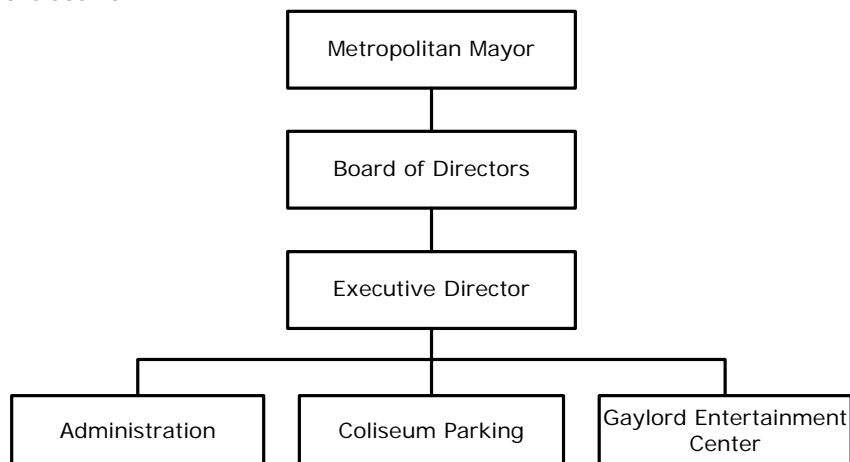 Metropolitan Mayor
Board of Directors
Executive Director
Administration
Coliseum Parking
Gaylord Entertainment
Center